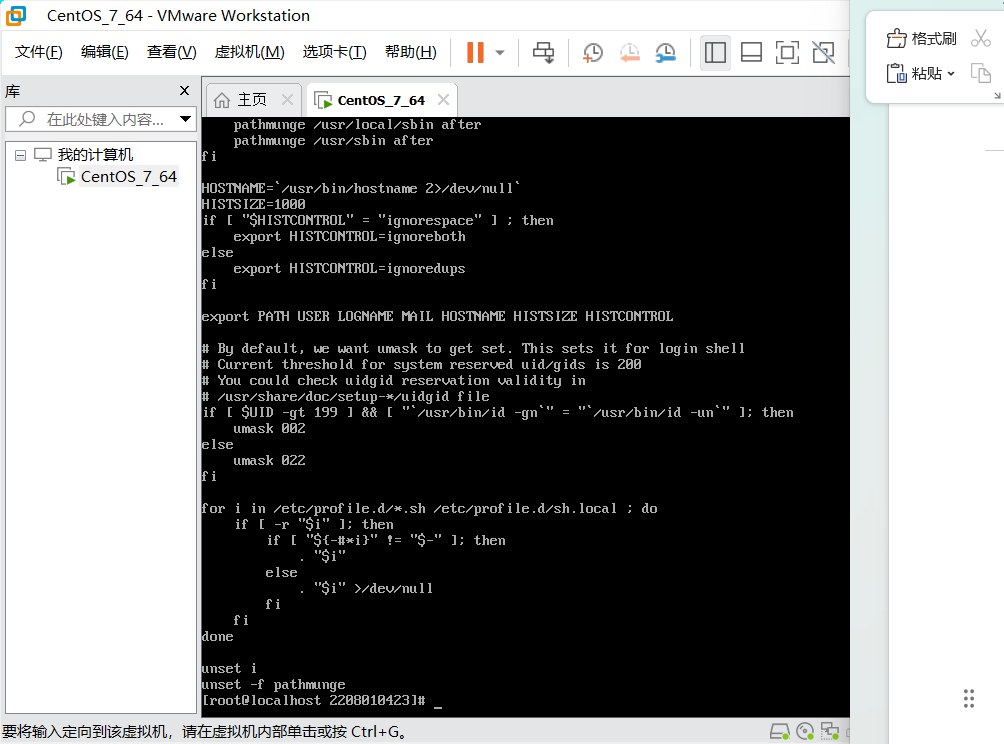 CentOS_7_64 - VMware Workstation
文件(F) 编辑(E) 查看(V) 虚拟机(M) 选项卡(T) 帮助(H)
格式刷
粘贴
库
主页
CentOS_7_64
在此处键入内容...
我的计算机
CentOS_7_64
    pathmunge /usr/local/sbin after
    pathmunge /usr/sbin after
fi

HOSTNAME=`/usr/bin/hostname 2>/dev/null`
HISTSIZE=1000
if [ "$HISTCONTROL" = "ignorespace" ] ; then
    export HISTCONTROL=ignoreboth
else
    export HISTCONTROL=ignoredups
fi

export PATH USER LOGNAME MAIL HOSTNAME HISTSIZE HISTCONTROL

# By default, we want umask to get set. This sets it for login shell
# Current threshold for system reserved uid/gids is 200
# You could check uidgid reservation validity in
# /usr/share/doc/setup-*/uidgid file
if [ $UID -gt 199 ] && [ "`/usr/bin/id -gn`" = "`/usr/bin/id -un`" ]; then
    umask 002
else
    umask 022
fi

for i in /etc/profile.d/*.sh /etc/profile.d/sh.local ; do
    if [ -r "$i" ]; then
        if [ "${-#*i}" != "$-" ]; then
            . "$i"
        else
            . "$i" >/dev/null
        fi
    fi
done

unset i
unset -f pathmunge
[root@localhost 2208010423]# _
要将输入定向到该虚拟机，请在虚拟机内部单击或按 Ctrl+G。